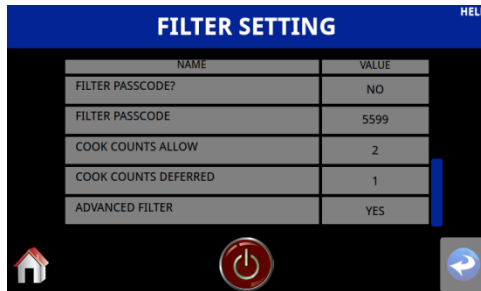 FILTER SETTING
NAME VALUE
FILTER PASSCODE? NO
FILTER PASSCODE 5599
COOK COUNTS ALLOW 2
COOK COUNTS DEFERRED 1
ADVANCED FILTER YES